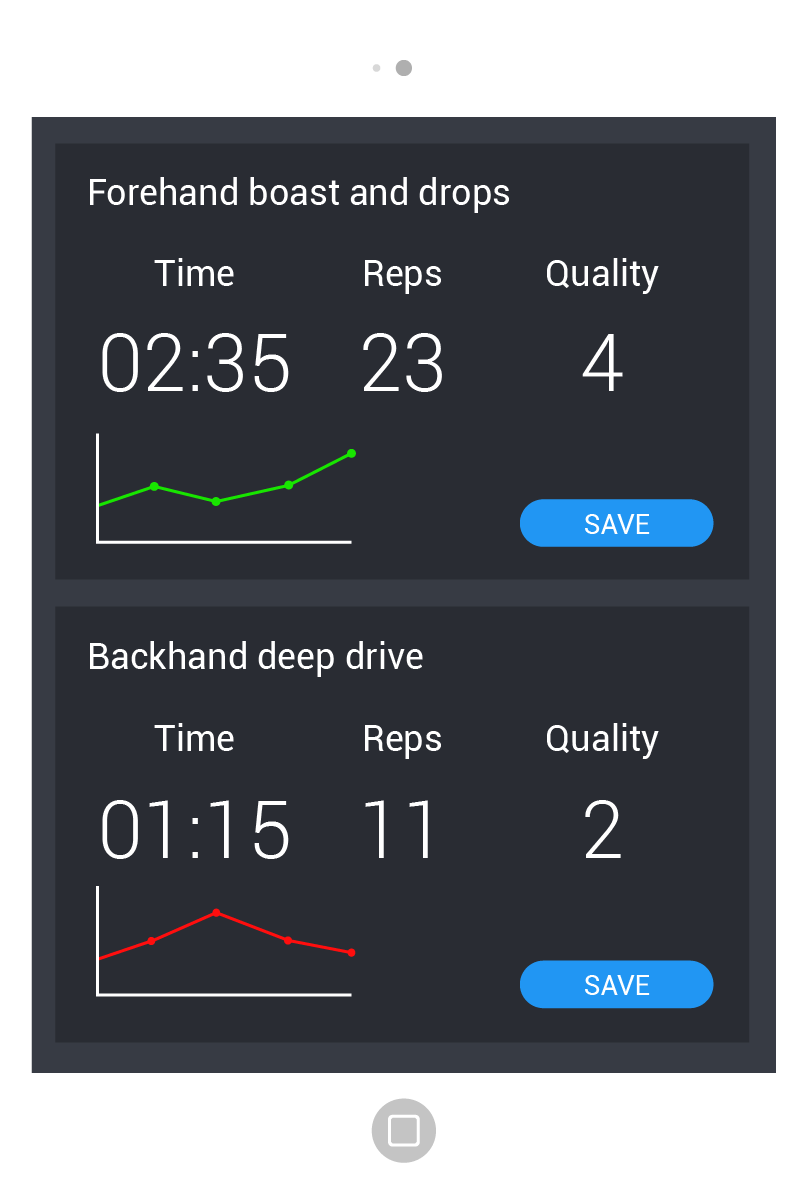 Forehand boast and drops
Time Reps Quality
02:35 23 4
SAVE
Backhand deep drive
Time Reps Quality
01:15 11 2
SAVE